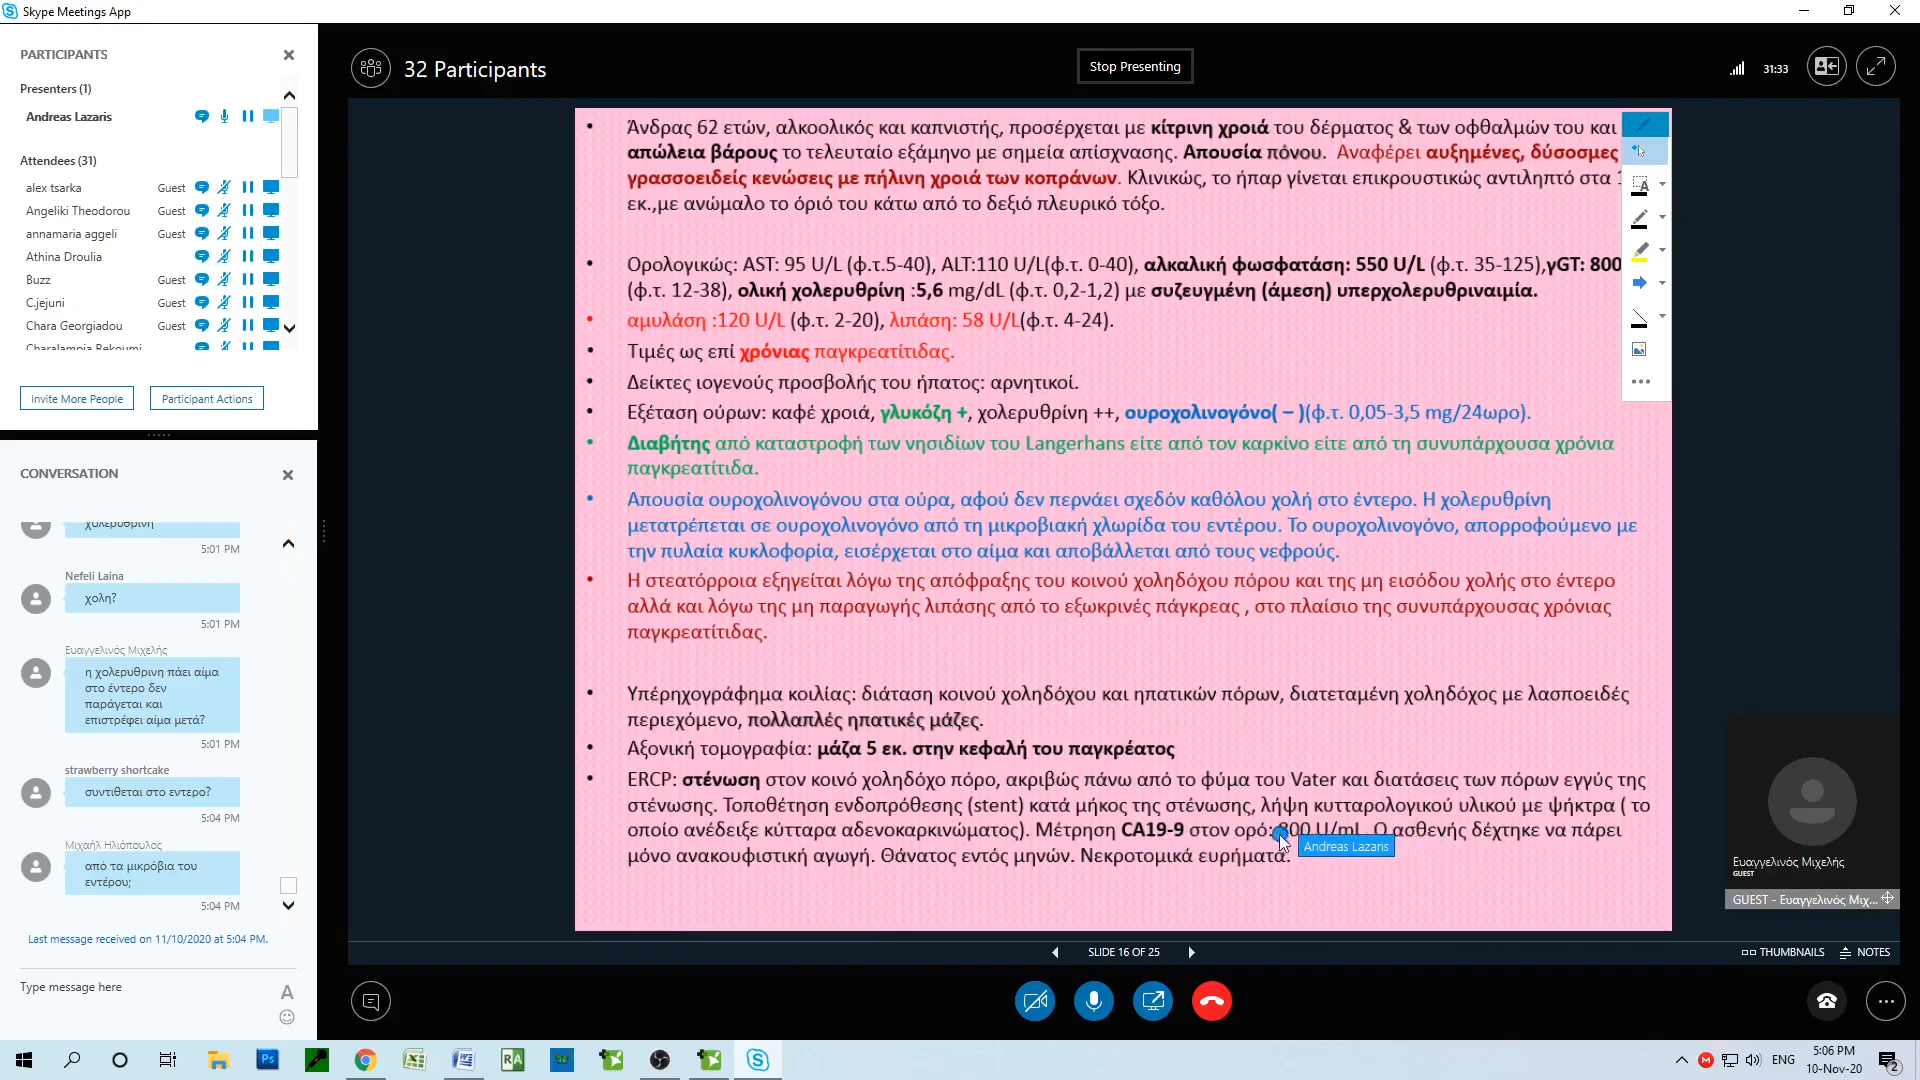 Skype Meetings App
PARTICIPANTS
Presenters (1)
Andreas Lazaris
Attendees (31)
alex tsarka Guest
Angeliki Theodorou Guest
annamaria aggeli Guest
Athina Droulia
Buzz Guest
C.jejuni Guest
Chara Georgiadou Guest
Charalampia Rekoumi
Invite More People
Participant Actions
CONVERSATION
χολερυθρίνη
5:01 PM
Nefeli Laina
χολη?
5:01 PM
Ευαγγελινός Μιχελής
η χολερυθρινη πάει αίμα
στο έντερο δεν
παράγεται και
επιστρέφει αίμα μετά?
5:01 PM
strawberry shortcake
συντιθεται στο εντερο?
5:04 PM
Μιχαήλ Ηλιόπουλος
από τα μικρόβια του
εντέρου;
5:04 PM
Last message received on 11/10/2020 at 5:04 PM.
Type message here
32 Participants
Stop Presenting
31:33
• Άνδρας 62 ετών, αλκοολικός και καπνιστής, προσέρχεται με κίτρινη χροιά του δέρματος & των οφθαλμών του και
απώλεια βάρους το τελευταίο εξάμηνο με σημεία απίσχνασης. Απουσία πόνου. Αναφέρει αυξημένες, δύσοσμες
γρασσοειδείς κενώσεις με πήλινη χροιά των κοπράνων. Κλινικώς, το ήπαρ γίνεται επικρουστικώς αντιληπτό στα
εκ.,με ανώμαλο το όριό του κάτω από το δεξιό πλευρικό τόξο.
• Ορολογικώς: AST: 95 U/L (φ.τ.5-40), ALT:110 U/L(φ.τ. 0-40), αλκαλική φωσφατάση: 550 U/L (φ.τ. 35-125),γGT: 800
(φ.τ. 12-38), ολική χολερυθρίνη :5,6 mg/dL (φ.τ. 0,2-1,2) με συζευγμένη (άμεση) υπερχολερυθριναιμία.
• αμυλάση :120 U/L (φ.τ. 2-20), λιπάση: 58 U/L(φ.τ. 4-24).
• Τιμές ως επί χρόνιας παγκρεατίτιδας.
• Δείκτες ιογενούς προσβολής του ήπατος: αρνητικοί.
• Εξέταση ούρων: καφέ χροιά, γλυκόζη +, χολερυθρίνη ++, ουροχολινογόνο( – )(φ.τ. 0,05-3,5 mg/24ωρο).
• Διαβήτης από καταστροφή των νησιδίων του Langerhans είτε από τον καρκίνο είτε από τη συνυπάρχουσα χρόνια
παγκρεατίτιδα.
• Απουσία ουροχολινογόνου στα ούρα, αφού δεν περνάει σχεδόν καθόλου χολή στο έντερο. Η χολερυθρίνη
μετατρέπεται σε ουροχολινογόνο από τη μικροβιακή χλωρίδα του εντέρου. Το ουροχολινογόνο, απορροφούμενο με
την πυλαία κυκλοφορία, εισέρχεται στο αίμα και αποβάλλεται από τους νεφρούς.
• Η στεατόρροια εξηγείται λόγω της απόφραξης του κοινού χοληδόχου πόρου και της μη εισόδου χολής στο έντερο
αλλά και λόγω της μη παραγωγής λιπάσης από το εξωκρινές πάγκρεας , στο πλαίσιο της συνυπάρχουσας χρόνιας
παγκρεατίτιδας.
• Υπέρηχογράφημα κοιλίας: διάταση κοινού χοληδόχου και ηπατικών πόρων, διατεταμένη χοληδόχος με λασποειδές
περιεχόμενο, πολλαπλές ηπατικές μάζες.
• Αξονική τομογραφία: μάζα 5 εκ. στην κεφαλή του παγκρέατος
• ERCP: στένωση στον κοινό χοληδόχο πόρο, ακριβώς πάνω από το φύμα του Vater και διατάσεις των πόρων εγγύς της
στένωσης. Τοποθέτηση ενδοπρόθεσης (stent) κατά μήκος της στένωσης, λήψη κυτταρολογικού υλικού με ψήκτρα ( το
οποίο ανέδειξε κύτταρα αδενοκαρκινώματος). Μέτρηση CA19-9 στον ορό: 800 U/mL. Ο ασθενής δέχτηκε να πάρει
μόνο ανακουφιστική αγωγή. Θάνατος εντός μηνών. Νεκροτομικά ευρήματα.
Andreas Lazaris
Ευαγγελινός Μιχελής
GUEST
GUEST - Ευαγγελινός Μιχ...
SLIDE 16 OF 25
THUMBNAILS
NOTES
ENG
5:06 PM
10-Nov-20
2